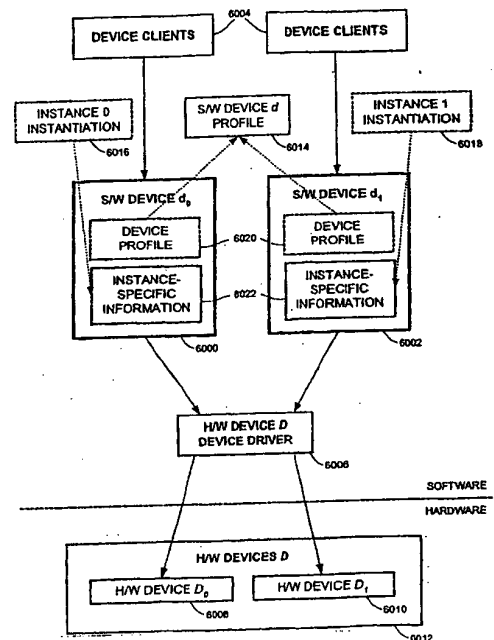 6004
DEVICE CLIENTS
DEVICE CLIENTS
INSTANCE 0
INSTANTIATION
6016
S/W DEVICE d
PROFILE
6014
INSTANCE 1
INSTANTIATION
6018
S/W DEVICE d0
DEVICE
PROFILE
INSTANCE-
SPECIFIC
INFORMATION
6000
6020
6022
S/W DEVICE d1
DEVICE
PROFILE
INSTANCE-
SPECIFIC
INFORMATION
6002
H/W DEVICE D
DEVICE DRIVER
6006
SOFTWARE
HARDWARE
H/W DEVICES D
H/W DEVICE D0
6008
H/W DEVICE D1
6010
6012